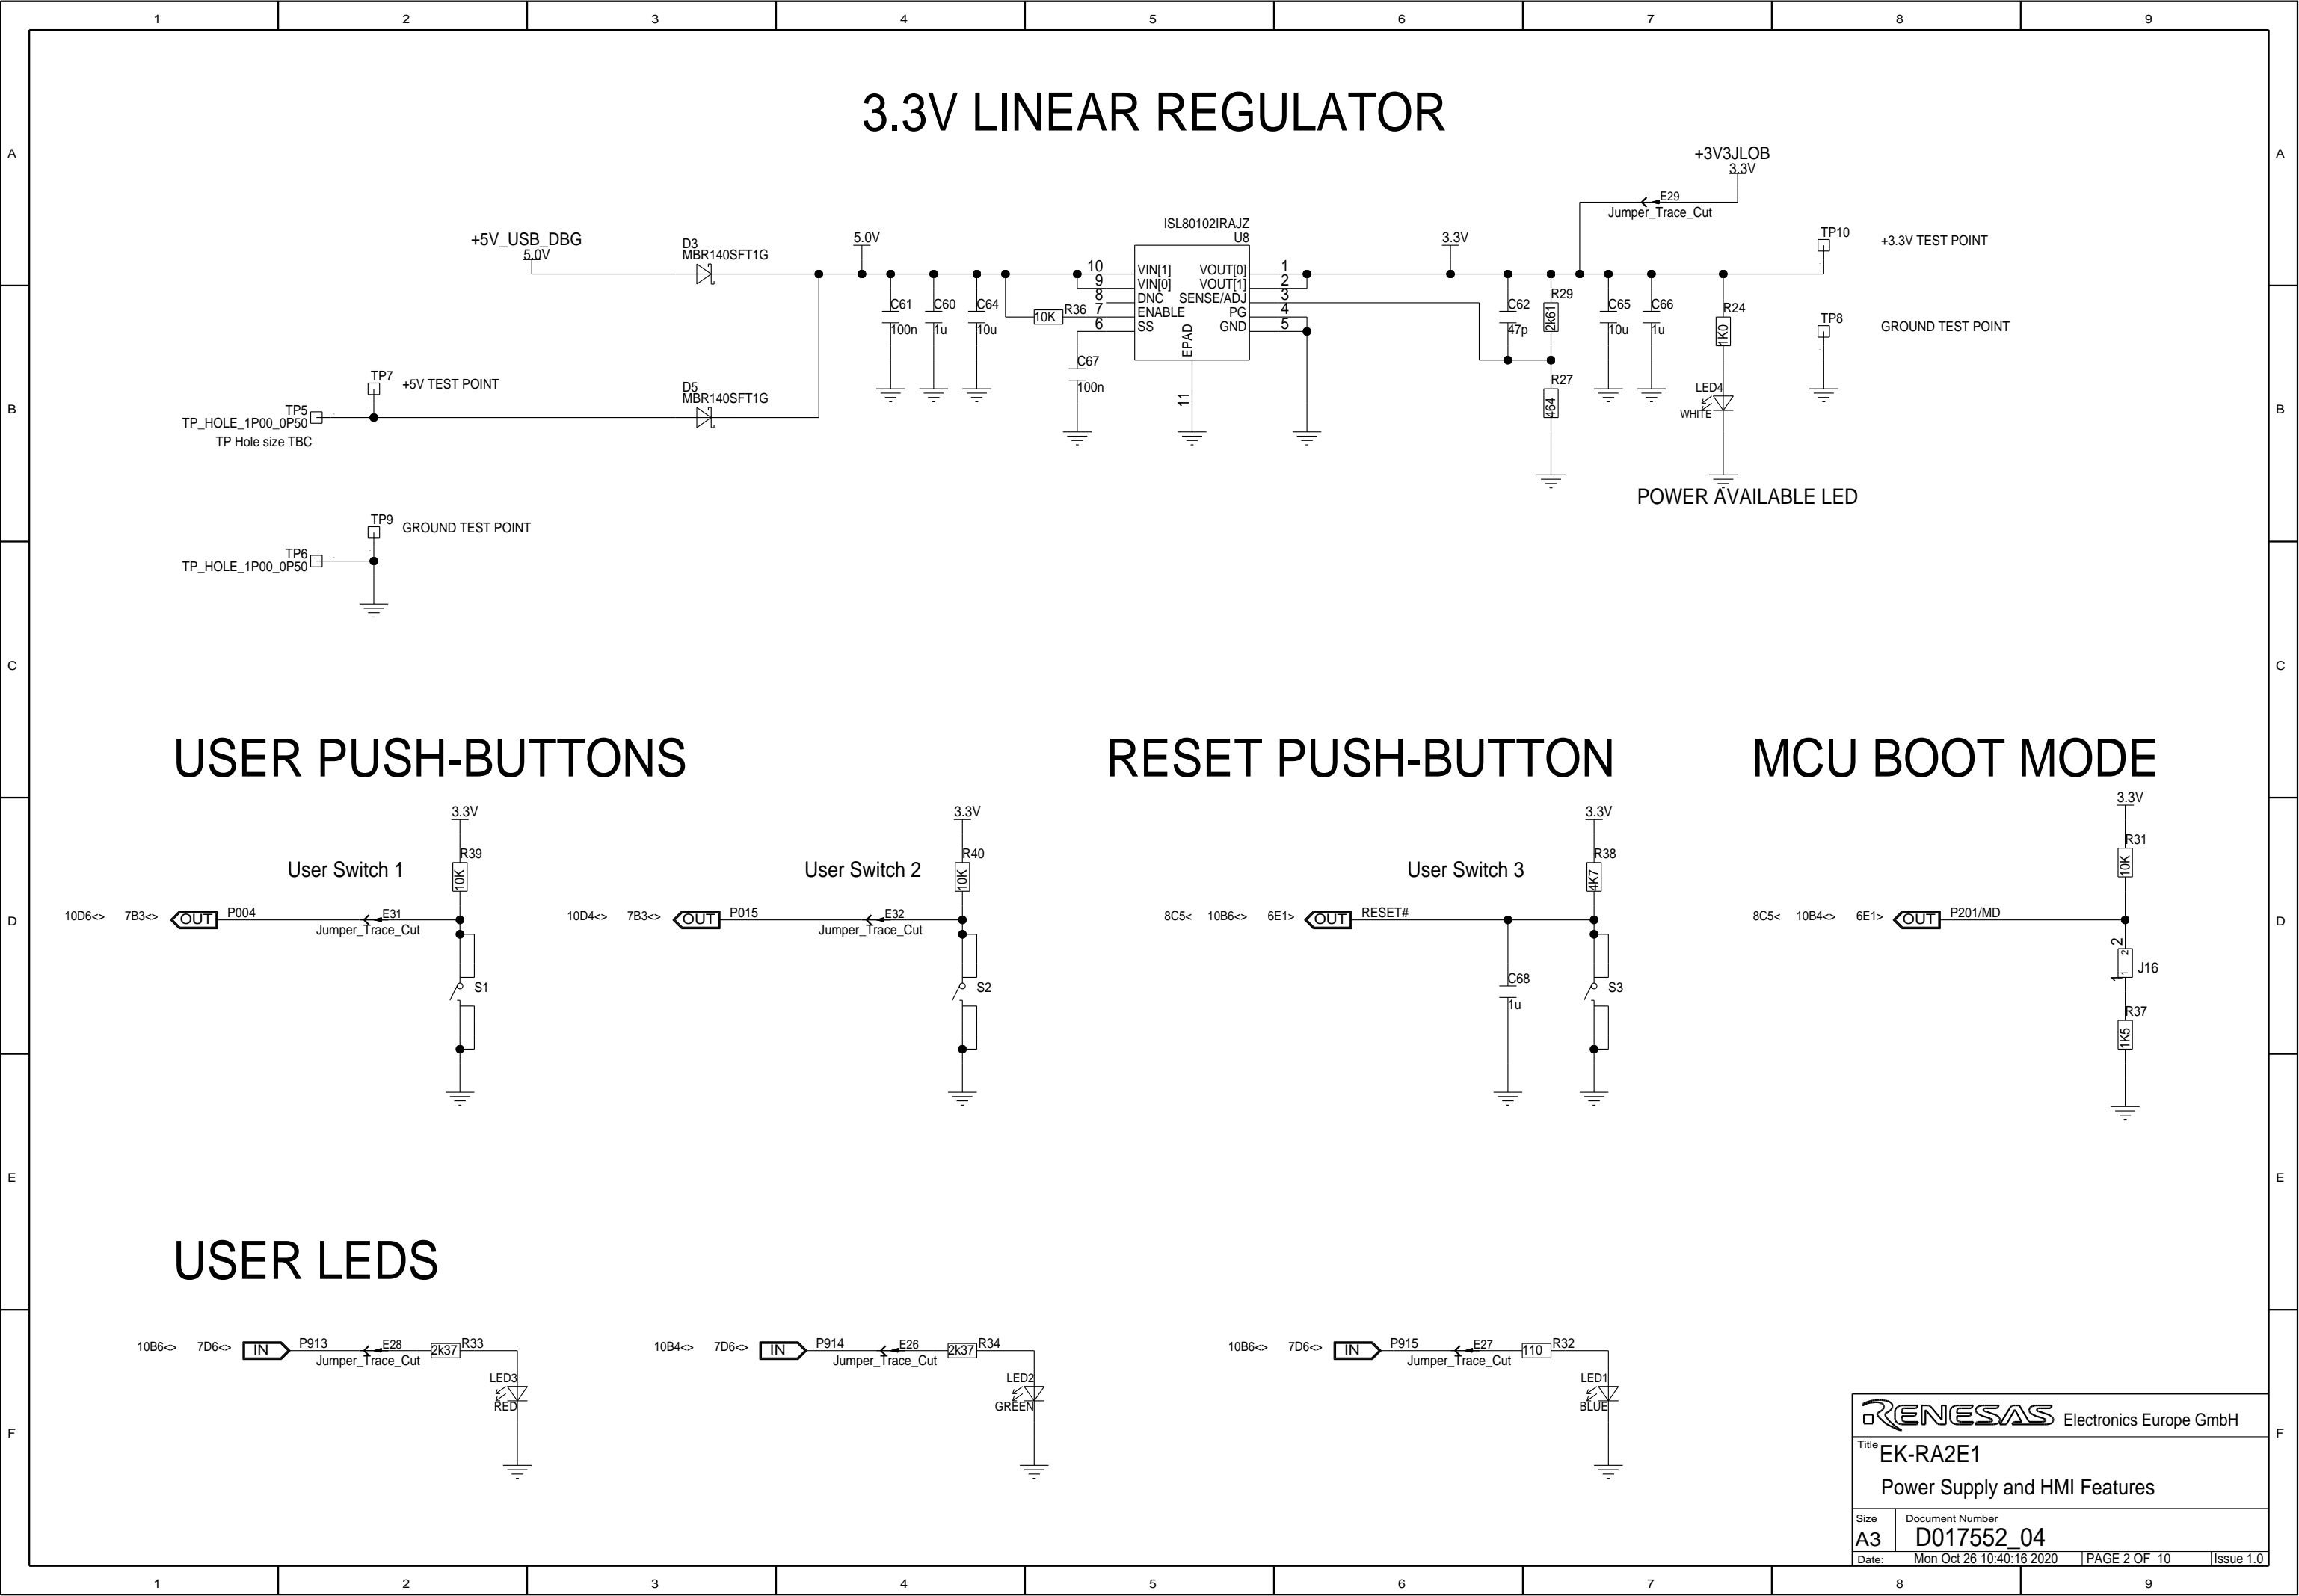 1 2 3 4 5 6 7 8 9
3.3V LINEAR REGULATOR
A
A
+3V3JLOB
3.3V
E29
Jumper_Trace_Cut
ISL80102IRAJZ
U8
+5V_USB_DBG
5.0V
D3
MBR140SFT1G
5.0V
3.3V
TP10
+3.3V TEST POINT
10 VIN[1] VOUT[0] 1
9 VIN[0] VOUT[1] 2
8 DNC SENSE/ADJ 3
7 ENABLE PG 4
6 SS GND 5
EPAD
11
C61
100n
C60
1u
C64
10u
10K R36
C67
100n
C62
47p
R29
2k61
C65
10u
C66
1u
R24
1K0
TP8
GROUND TEST POINT
R27
464
LED4
WHITE
TP7
+5V TEST POINT
D5
MBR140SFT1G
B
B
TP5
TP_HOLE_1P00_0P50
TP Hole size TBC
POWER AVAILABLE LED
TP9
GROUND TEST POINT
TP6
TP_HOLE_1P00_0P50
C
C
USER PUSH-BUTTONS
RESET PUSH-BUTTON
MCU BOOT MODE
3.3V
R39
10K
User Switch 1
10D6<> 7B3<> OUT P004
E31
Jumper_Trace_Cut
S1
3.3V
R40
10K
User Switch 2
10D4<> 7B3<> OUT P015
E32
Jumper_Trace_Cut
S2
3.3V
R38
4K7
User Switch 3
8C5< 10B6<> 6E1> OUT RESET#
C68
1u
S3
3.3V
R31
10K
8C5< 10B4<> 6E1> OUT P201/MD
2
2
1
1
J16
R37
1K5
D
D
E
E
USER LEDS
10B6<> 7D6<> IN P913
E28
Jumper_Trace_Cut
2k37 R33
LED3
RED
10B4<> 7D6<> IN P914
E26
Jumper_Trace_Cut
2k37 R34
LED2
GREEN
10B6<> 7D6<> IN P915
E27
Jumper_Trace_Cut
110 R32
LED1
BLUE
F
F
RENESAS Electronics Europe GmbH
Title EK-RA2E1
Power Supply and HMI Features
Size
A3
Document Number
D017552_04
Date: Mon Oct 26 10:40:16 2020 PAGE 2 OF 10 Issue 1.0
1 2 3 4 5 6 7 8 9